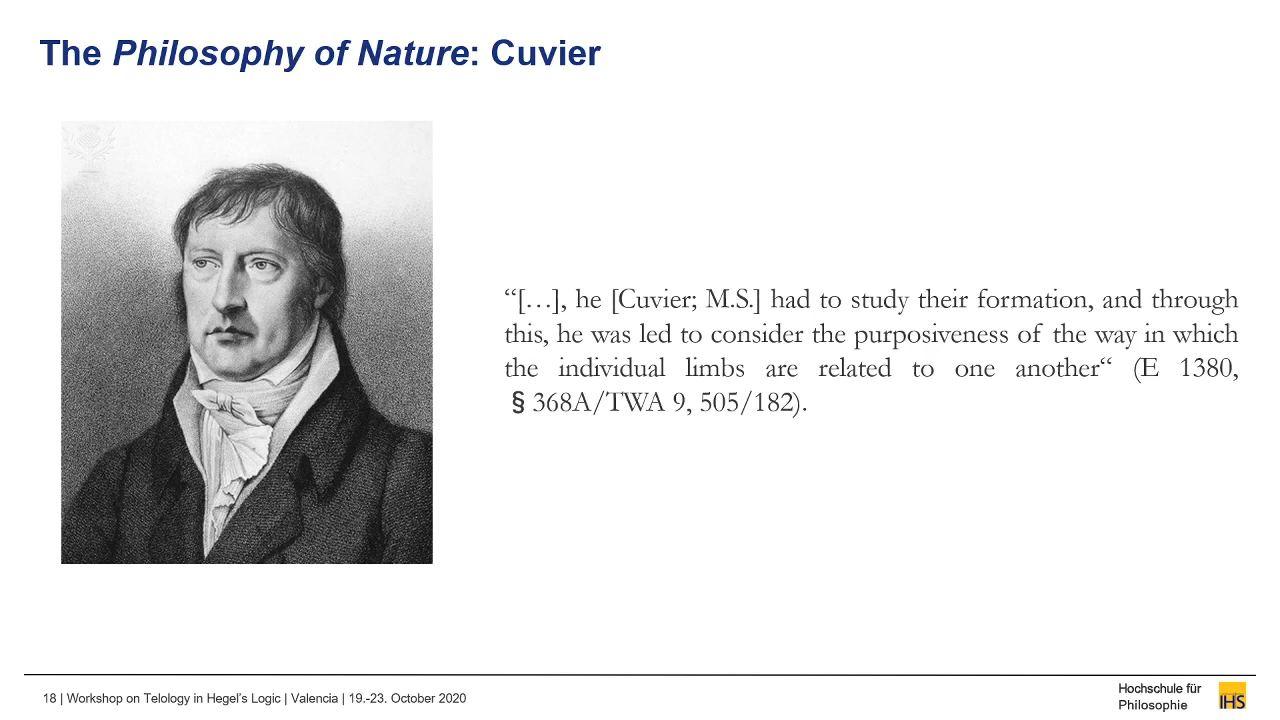 The Philosophy of Nature: Cuvier
“[…], he [Cuvier; M.S.] had to study their formation, and through
this, he was led to consider the purposiveness of the way in which
the individual limbs are related to one another“ (E 1380,
§ 368A/TWA 9, 505/182).
18 | Workshop on Telology in Hegel's Logic | Valencia | 19.-23. October 2020
Hochschule für
Philosophie
IHS